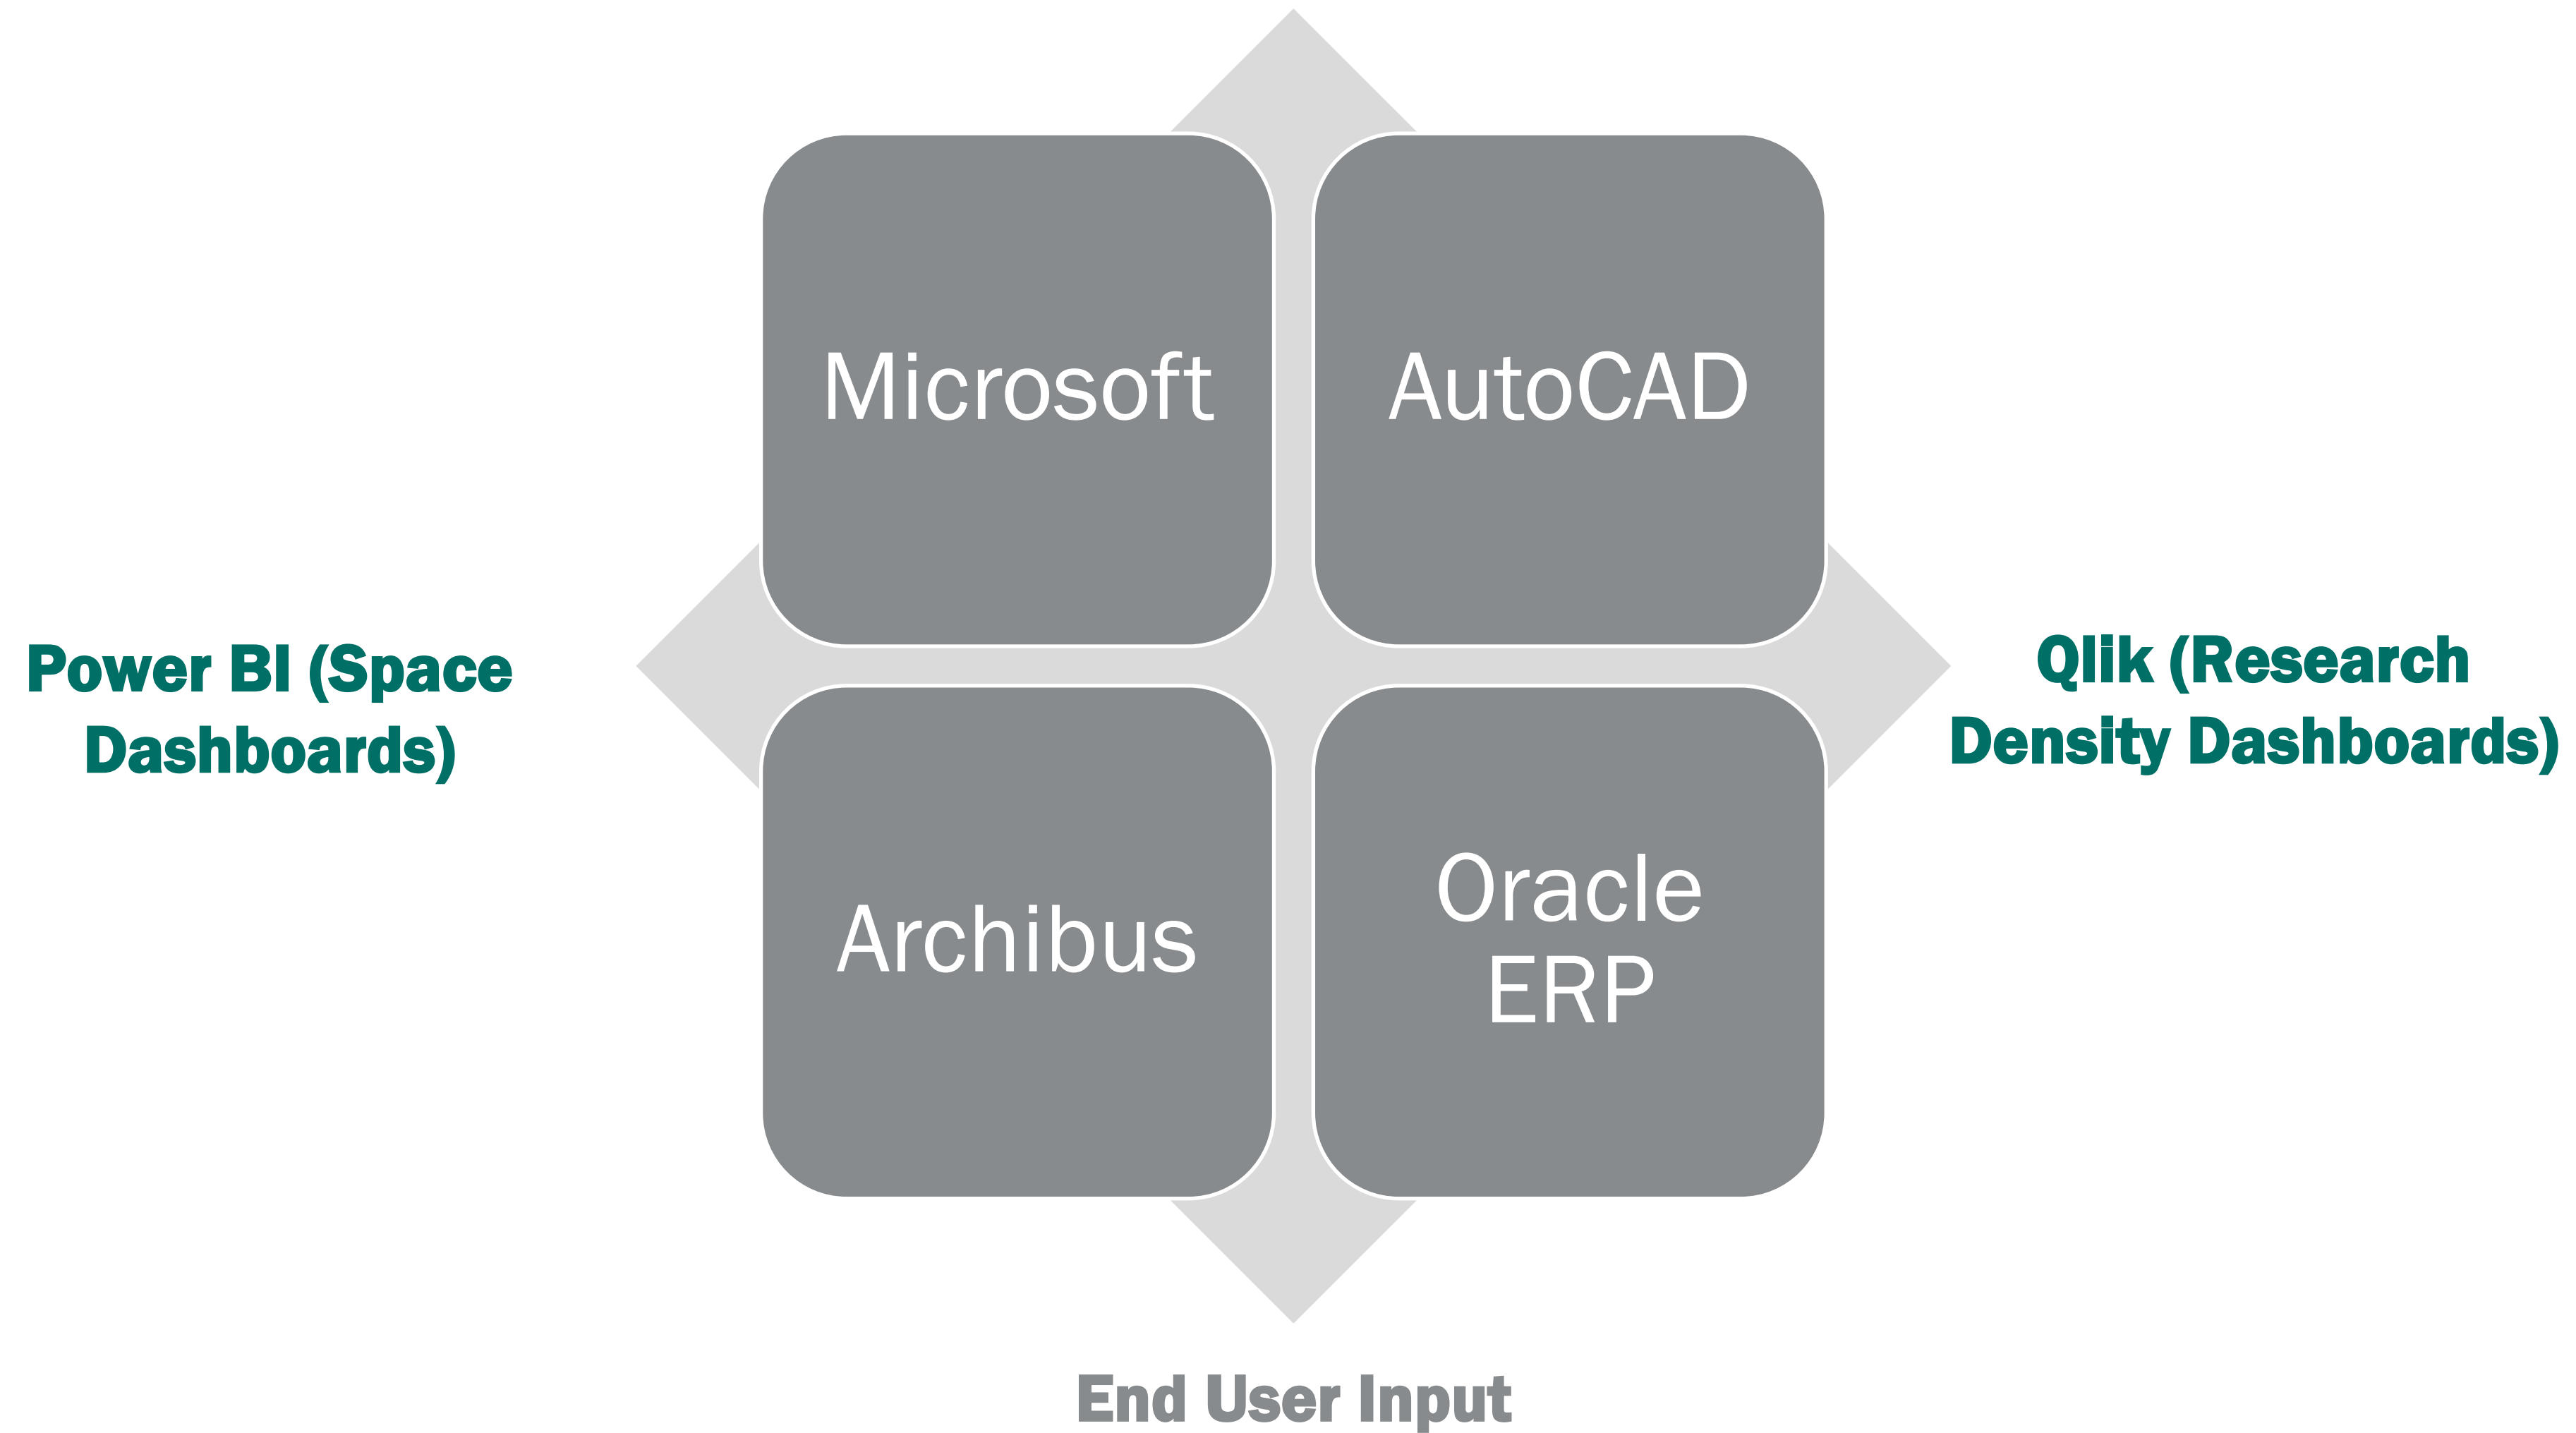 Microsoft
AutoCAD
Power BI (Space
Dashboards)
Qlik (Research
Density Dashboards)
Archibus
Oracle
ERP
End User Input